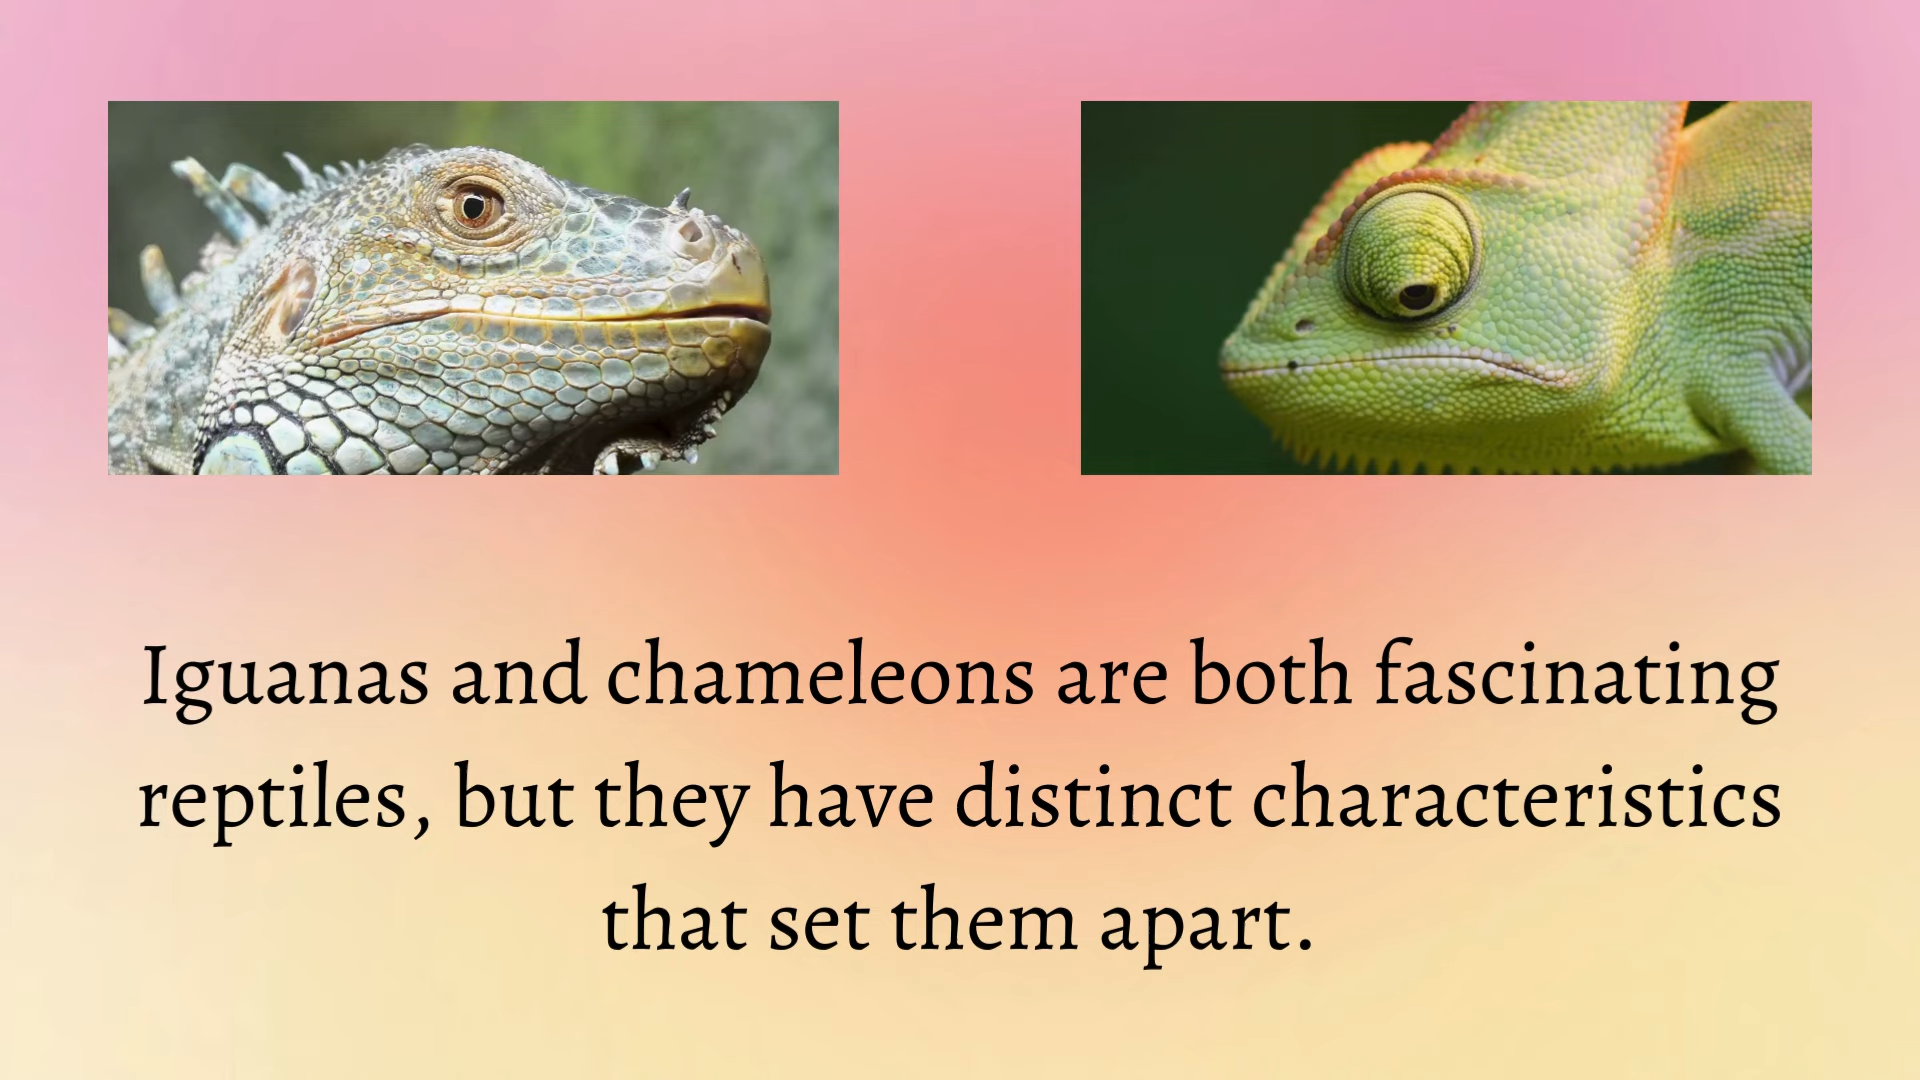 Iguanas and chameleons are both fascinating
reptiles, but they have distinct characteristics
that set them apart.